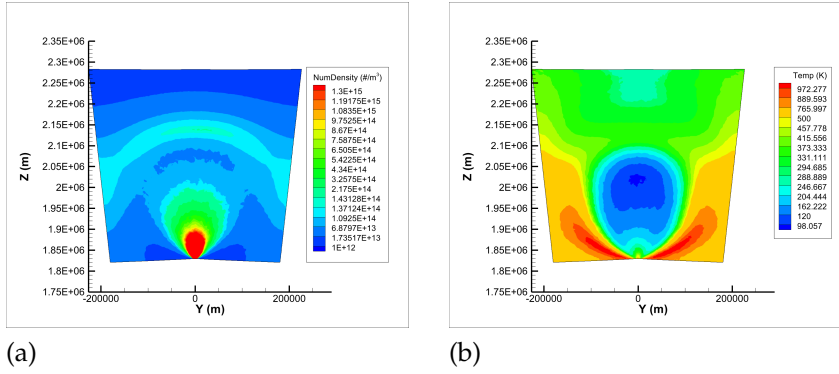 2.35E+06
2.3E+06
2.25E+06
2.2E+06
2.15E+06
2.1E+06
2.05E+06
2E+06
1.95E+06
1.9E+06
1.85E+06
1.8E+06
1.75E+06
Z (m)
-200000 0 200000
Y (m)
NumDensity (#/m³)
1.3E+15
1.19175E+15
1.0835E+15
9.7525E+14
8.67E+14
7.5875E+14
6.505E+14
5.4225E+14
4.34E+14
3.2575E+14
2.175E+14
1.43128E+14
1.37124E+14
1.0925E+14
6.8797E+13
1.73517E+13
1E+12
(a)
2.35E+06
2.3E+06
2.25E+06
2.2E+06
2.15E+06
2.1E+06
2.05E+06
2E+06
1.95E+06
1.9E+06
1.85E+06
1.8E+06
1.75E+06
Z (m)
-200000 0 200000
Y (m)
Temp (K)
972.277
889.593
765.997
500
457.778
415.556
373.333
331.111
294.685
288.889
246.667
204.444
162.222
120
98.057
(b)